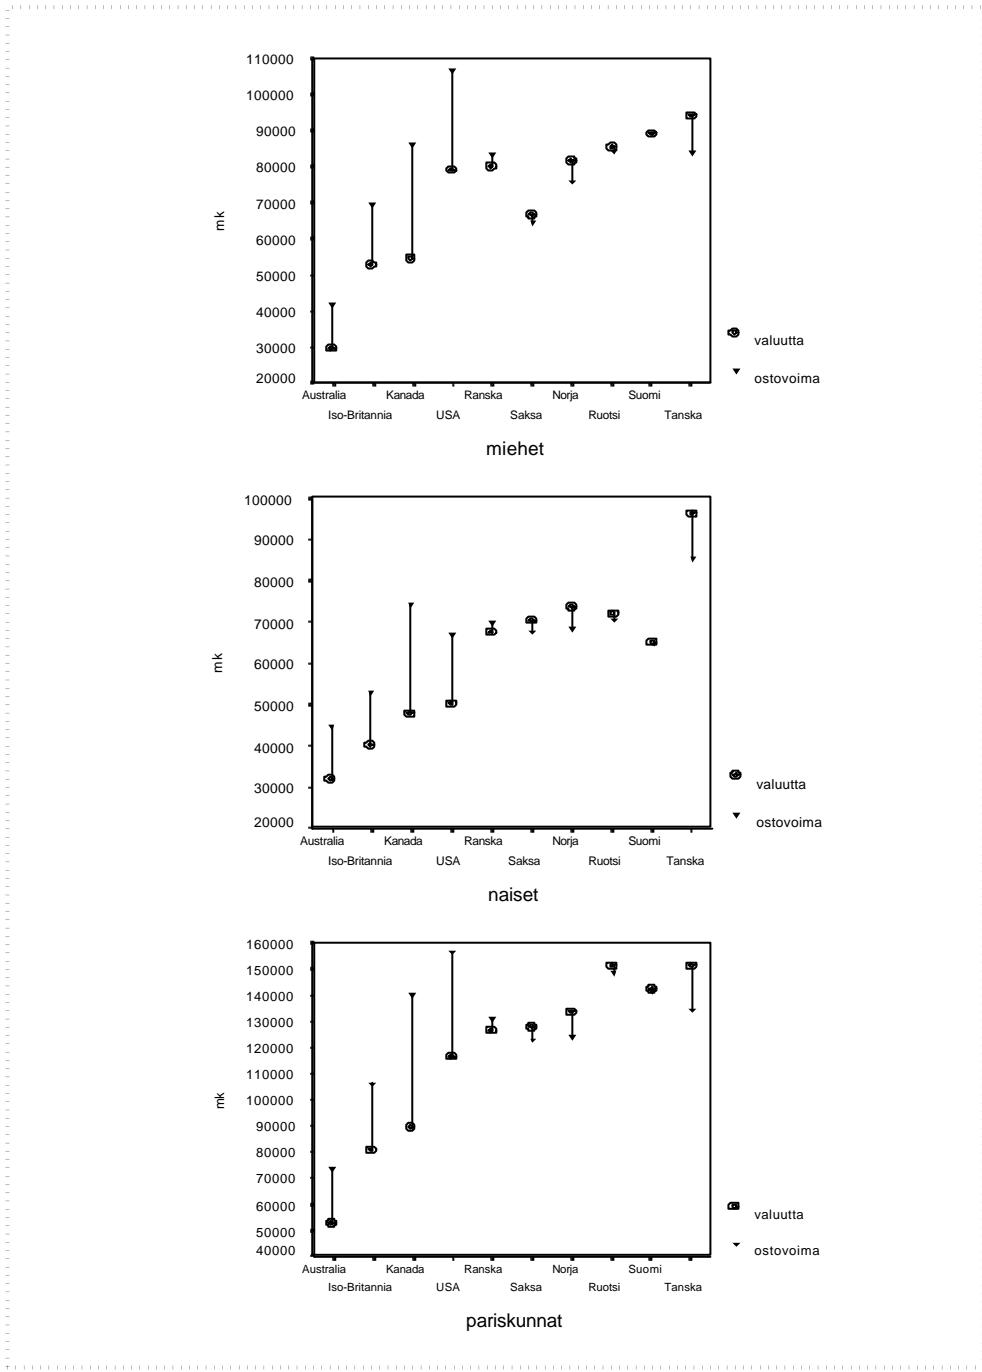 110000
100000
90000
80000
70000
60000
50000
40000
30000
20000
mk
Australia Kanada Ranska Norja Suomi
Iso-Britannia USA Saksa Ruotsi Tanska
valuutta
ostovoima
miehet
100000
90000
80000
70000
60000
50000
40000
30000
20000
mk
Australia Kanada Ranska Norja Suomi
Iso-Britannia USA Saksa Ruotsi Tanska
valuutta
ostovoima
naiset
160000
150000
140000
130000
120000
110000
100000
90000
80000
70000
60000
50000
40000
mk
Australia Kanada Ranska Norja Suomi
Iso-Britannia USA Saksa Ruotsi Tanska
valuutta
ostovoima
pariskunnat